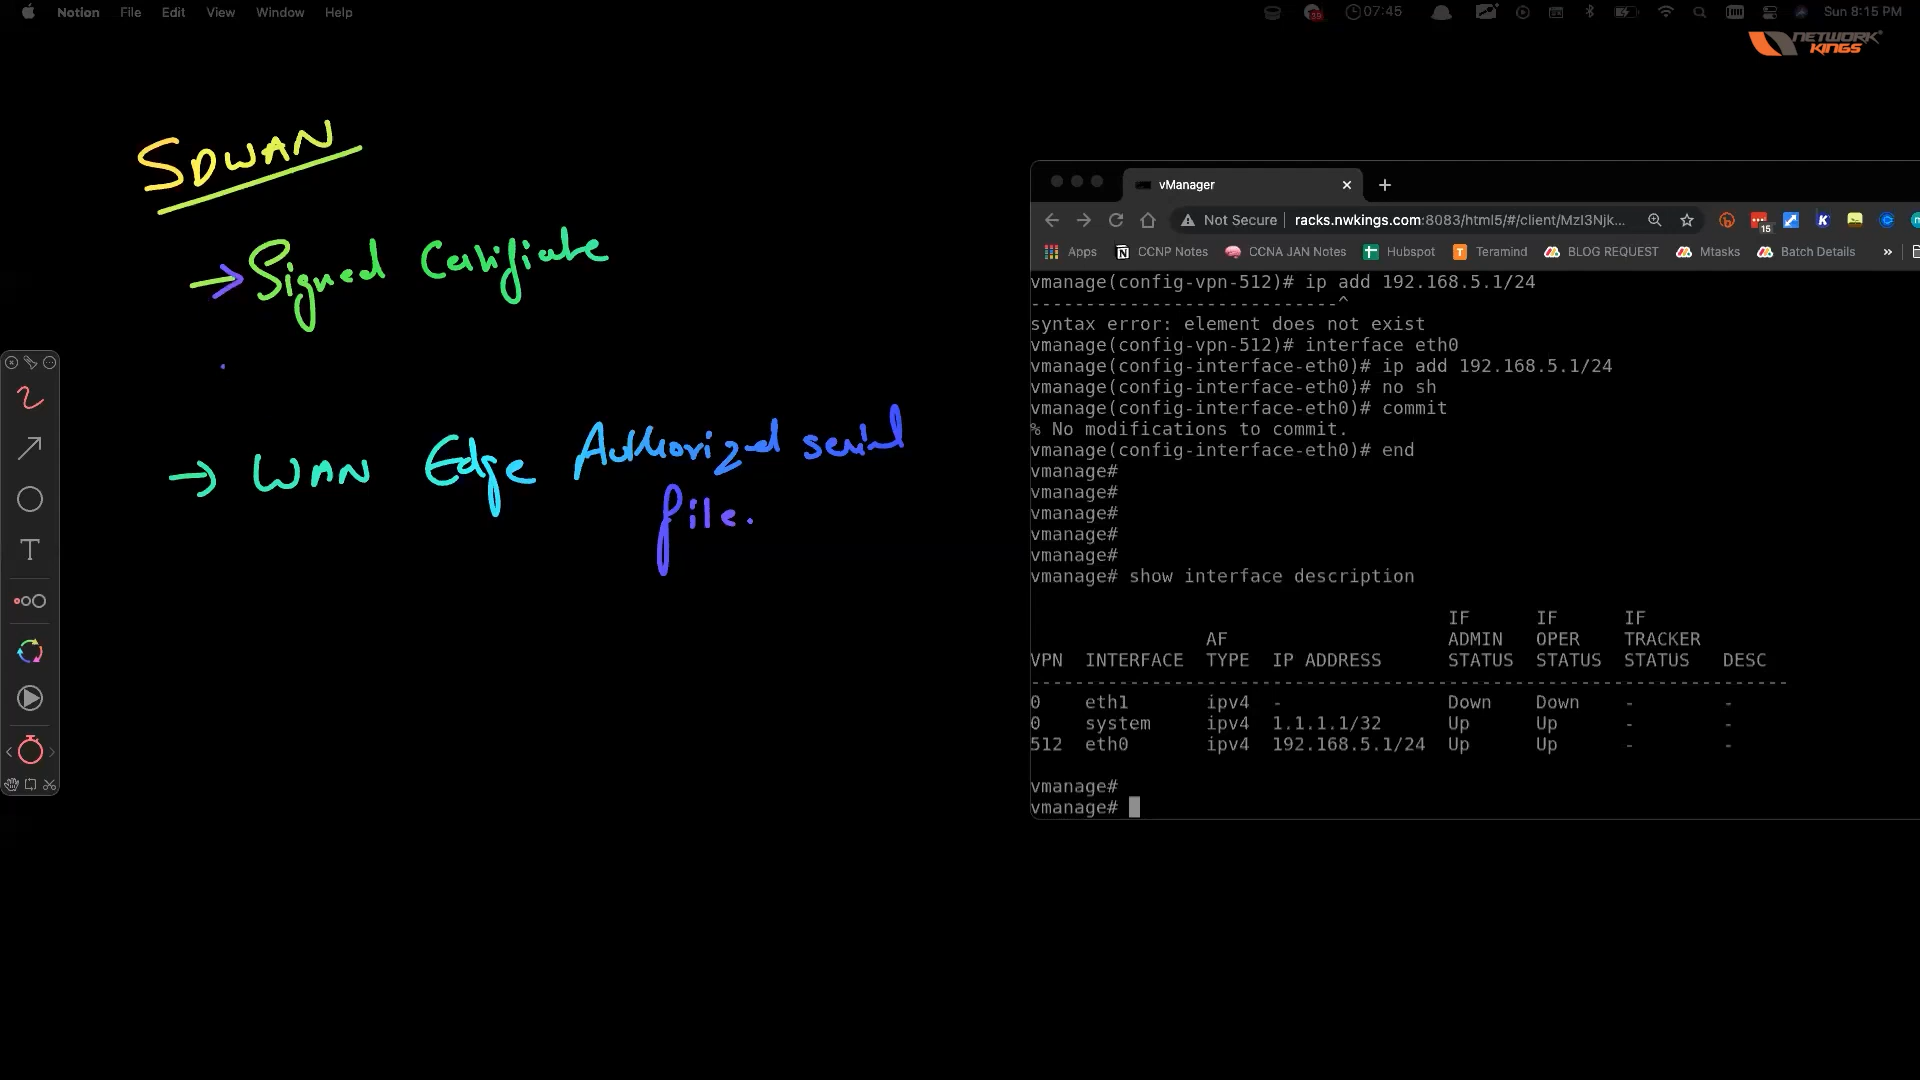 Notion File Edit View Window Help
39 07:45 Sun 8:15 PM
NETWORK
KINGS
SDWAN
→ Signed Certificate
→ WAN Edge Authorized serial
file.
T
vManager
Not Secure racks.nwkings.com:8083/html5/#/client/MzI3Njk...
15
Apps CCNP Notes CCNA JAN Notes Hubspot Teramind BLOG REQUEST Mtasks Batch Details »
vmanage(config-vpn-512)# ip add 192.168.5.1/24
----------------------------^
syntax error: element does not exist
vmanage(config-vpn-512)# interface eth0
vmanage(config-interface-eth0)# ip add 192.168.5.1/24
vmanage(config-interface-eth0)# no sh
vmanage(config-interface-eth0)# commit
% No modifications to commit.
vmanage(config-interface-eth0)# end
vmanage#
vmanage#
vmanage#
vmanage#
vmanage#
vmanage# show interface description
IF IF IF
AF ADMIN OPER TRACKER
VPN INTERFACE TYPE IP ADDRESS STATUS STATUS STATUS DESC
---------------------------------------------------------------------
0 eth1 ipv4 - Down Down - -
0 system ipv4 1.1.1.1/32 Up Up - -
512 eth0 ipv4 192.168.5.1/24 Up Up - -
vmanage#
vmanage#